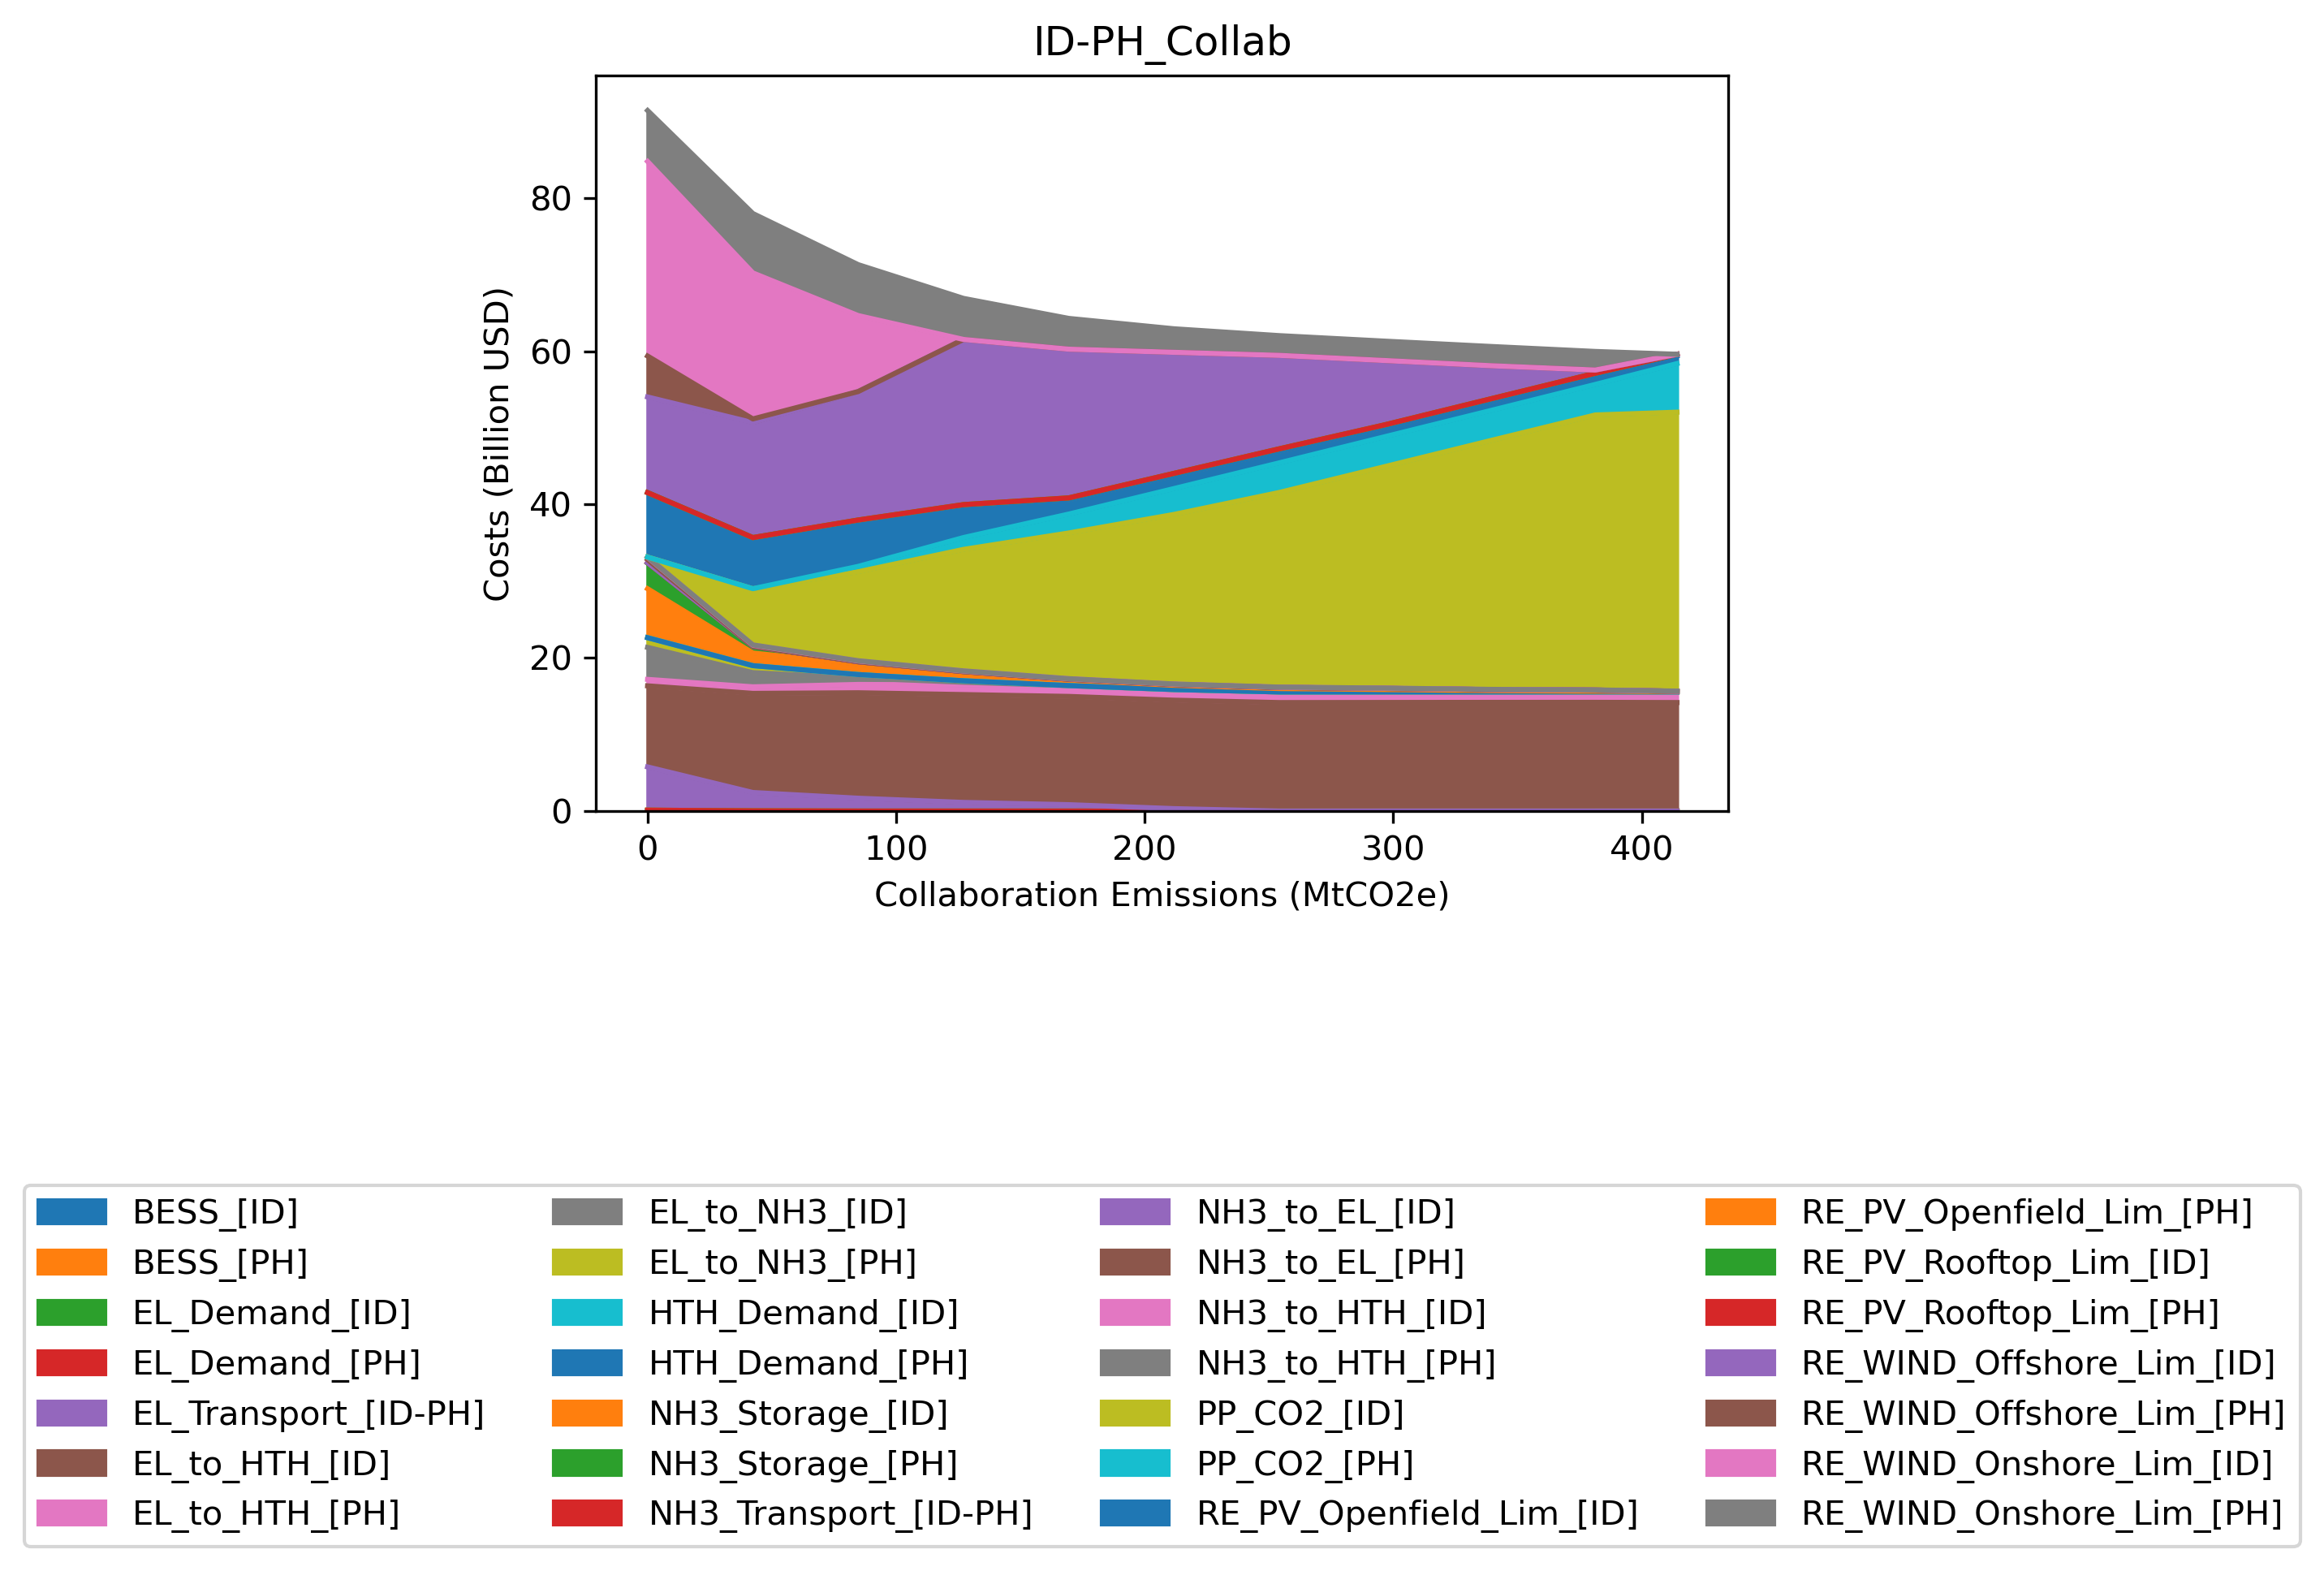 ID-PH_Collab
Costs (Billion USD)
80
60
40
20
0
0 100 200 300 400
Collaboration Emissions (MtCO2e)
BESS_[ID]
BESS_[PH]
EL_Demand_[ID]
EL_Demand_[PH]
EL_Transport_[ID-PH]
EL_to_HTH_[ID]
EL_to_HTH_[PH]
EL_to_NH3_[ID]
EL_to_NH3_[PH]
HTH_Demand_[ID]
HTH_Demand_[PH]
NH3_Storage_[ID]
NH3_Storage_[PH]
NH3_Transport_[ID-PH]
NH3_to_EL_[ID]
NH3_to_EL_[PH]
NH3_to_HTH_[ID]
NH3_to_HTH_[PH]
PP_CO2_[ID]
PP_CO2_[PH]
RE_PV_Openfield_Lim_[ID]
RE_PV_Openfield_Lim_[PH]
RE_PV_Rooftop_Lim_[ID]
RE_PV_Rooftop_Lim_[PH]
RE_WIND_Offshore_Lim_[ID]
RE_WIND_Offshore_Lim_[PH]
RE_WIND_Onshore_Lim_[ID]
RE_WIND_Onshore_Lim_[PH]